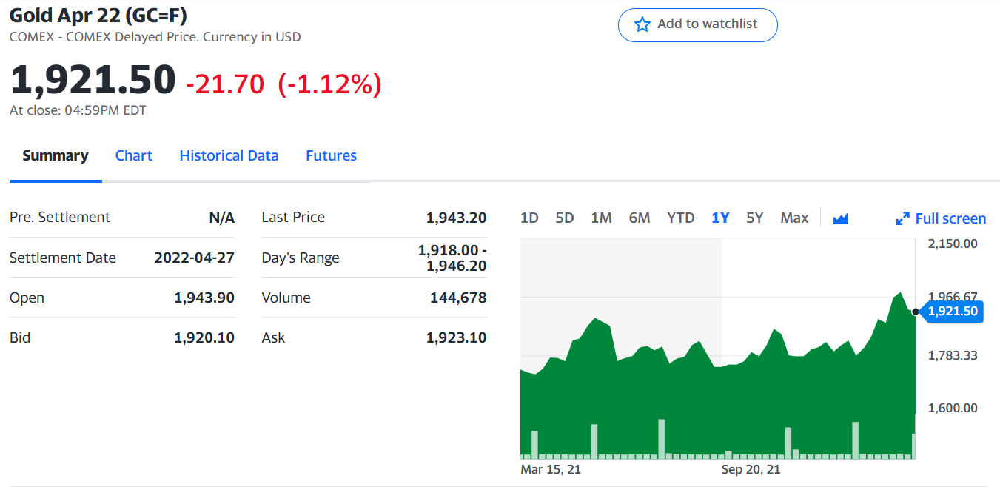 Gold Apr 22 (GC=F)
Add to watchlist
COMEX - COMEX Delayed Price. Currency in USD
1,921.50 -21.70 (-1.12%)
At close: 04:59PM EDT
Summary Chart Historical Data Futures
Pre. Settlement N/A
Settlement Date 2022-04-27
Open 1,943.90
Bid 1,920.10
Last Price 1,943.20
Day's Range 1,918.00 -
1,946.20
Volume 144,678
Ask 1,923.10
1D 5D 1M 6M YTD 1Y 5Y Max Full screen
2,150.00
1,966.67
1,921.50
1,783.33
1,600.00
Mar 15, 21 Sep 20, 21